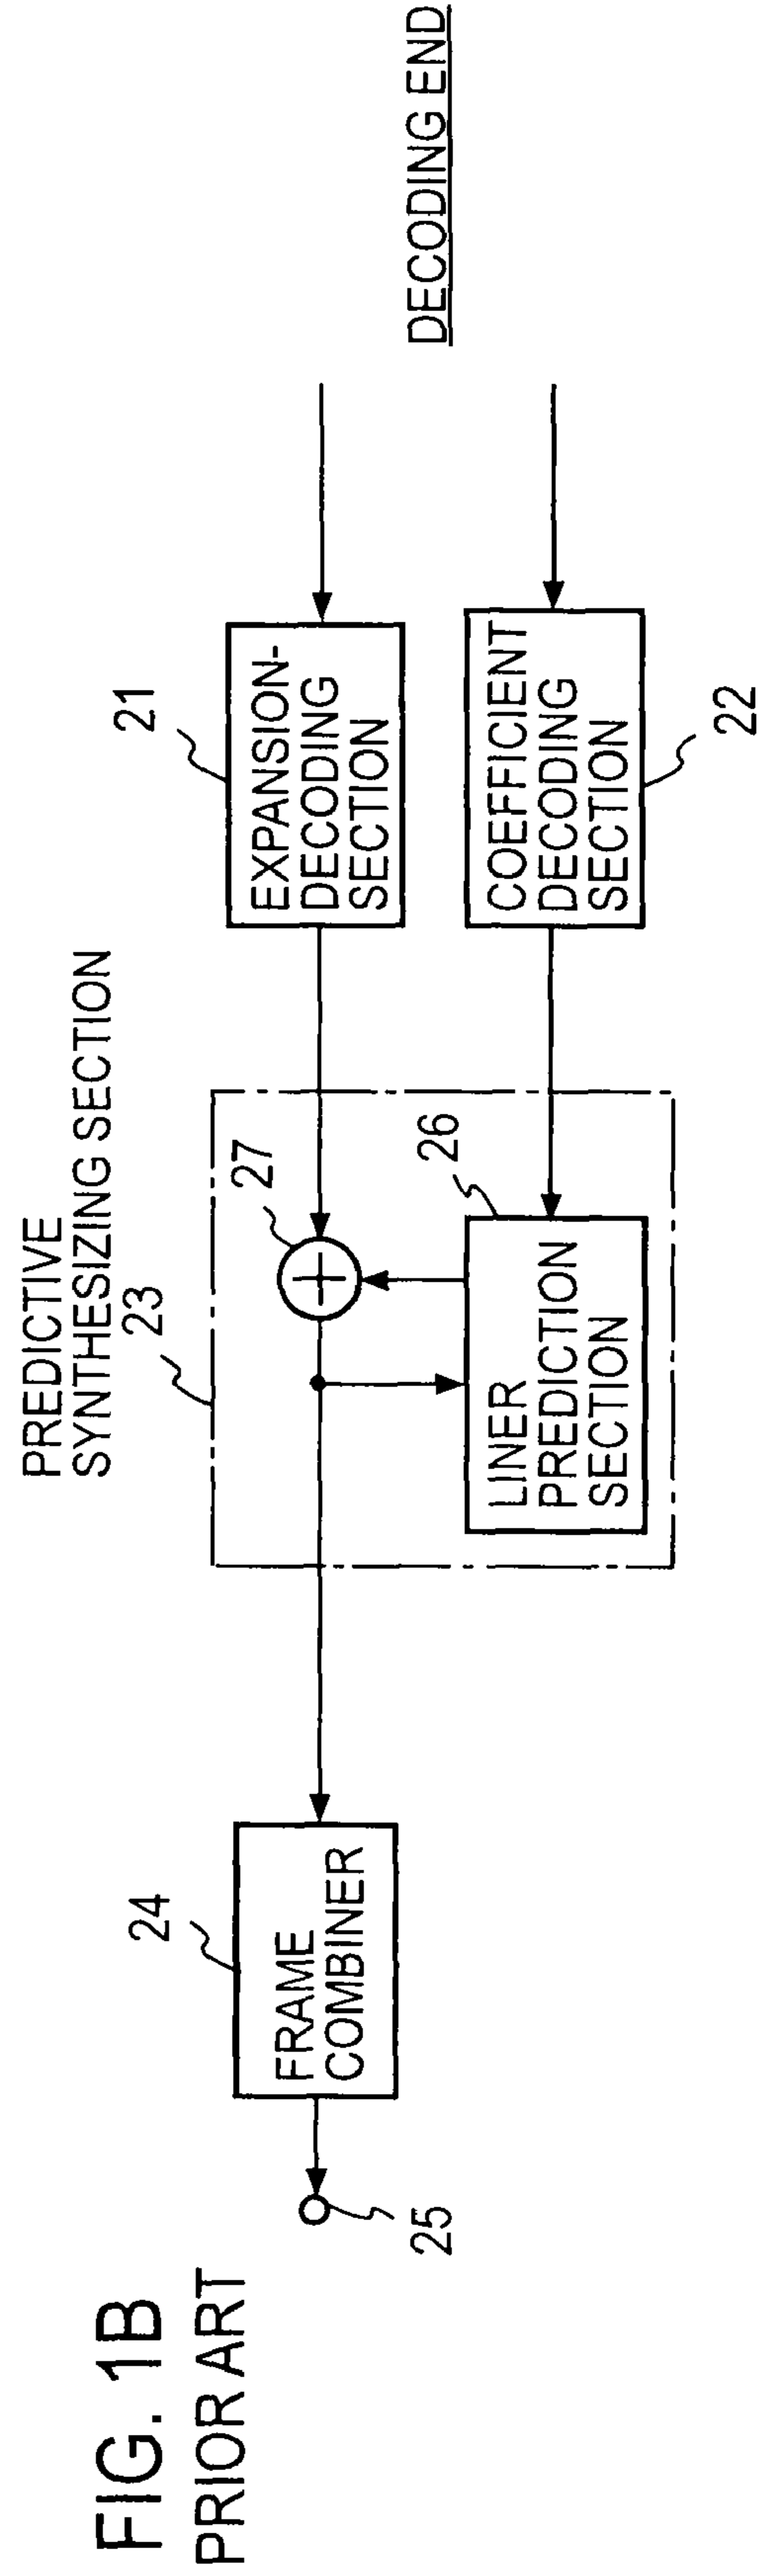 FIG. 1B
PRIOR ART
PREDICTIVE
SYNTHESIZING SECTION
23
24
FRAME
COMBINER
25
27
26
LINER
PREDICTION
SECTION
21
EXPANSION-
DECODING
SECTION
COEFFICIENT
DECODING
SECTION
22
DECODING END